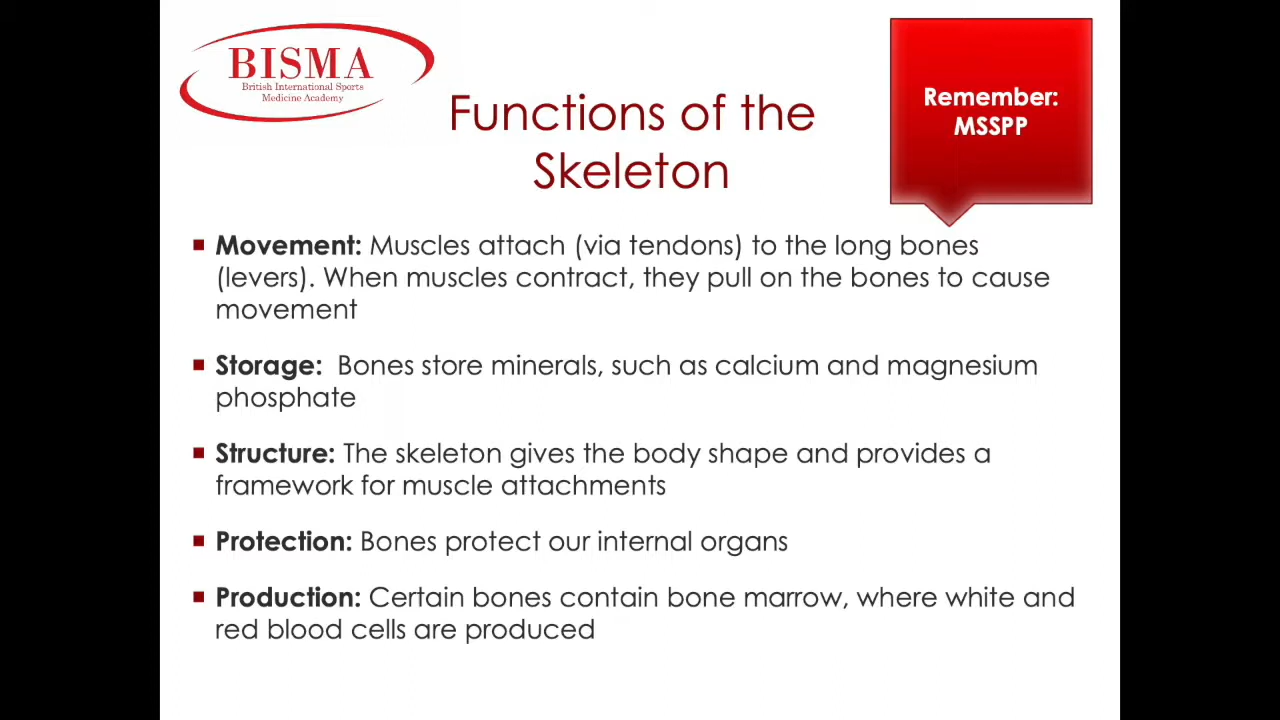 BISMA
British International Sports
Medicine Academy
Functions of the
Skeleton
Remember:
MSSPP
▪ Movement: Muscles attach (via tendons) to the long bones
(levers). When muscles contract, they pull on the bones to cause
movement
▪ Storage:  Bones store minerals, such as calcium and magnesium
phosphate
▪ Structure: The skeleton gives the body shape and provides a
framework for muscle attachments
▪ Protection: Bones protect our internal organs
▪ Production: Certain bones contain bone marrow, where white and
red blood cells are produced